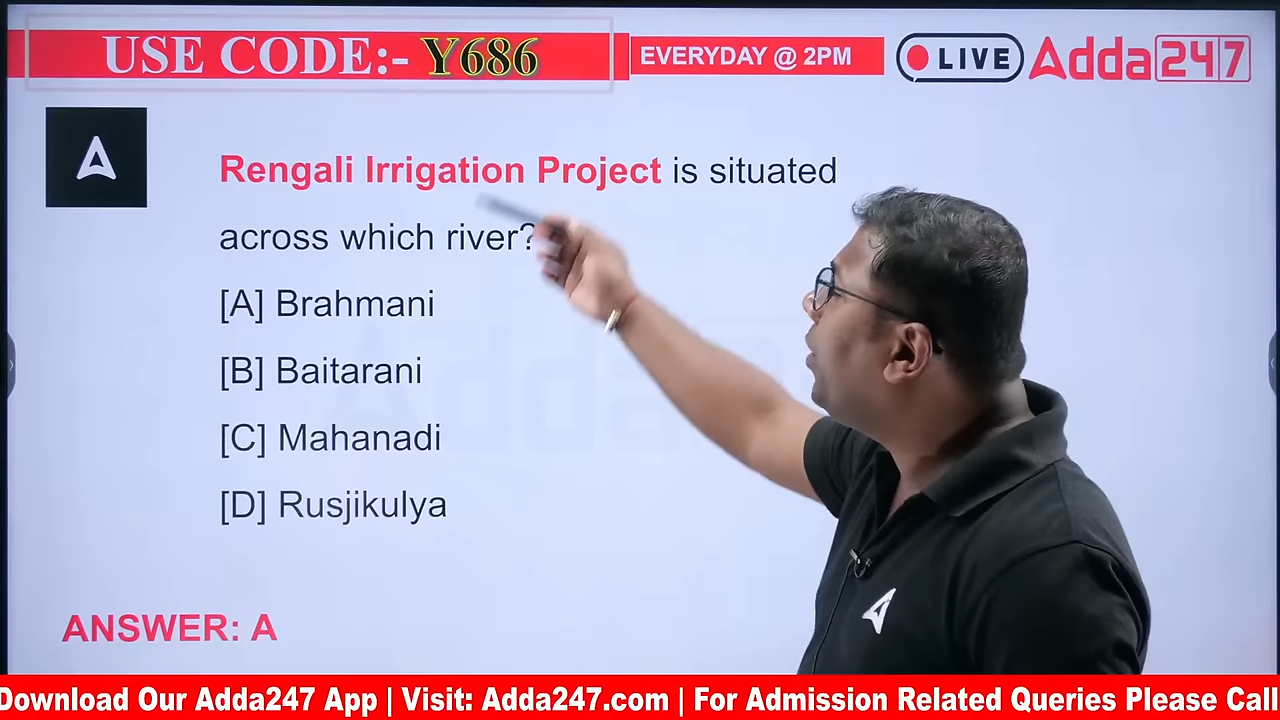 USE CODE:- Y686
EVERYDAY @ 2PM
LIVE
Adda247
Rengali Irrigation Project is situated
across which river?
[A] Brahmani
[B] Baitarani
[C] Mahanadi
[D] Rusjikulya
Adda
ANSWER: A
Download Our Adda247 App | Visit: Adda247.com | For Admission Related Queries Please Call